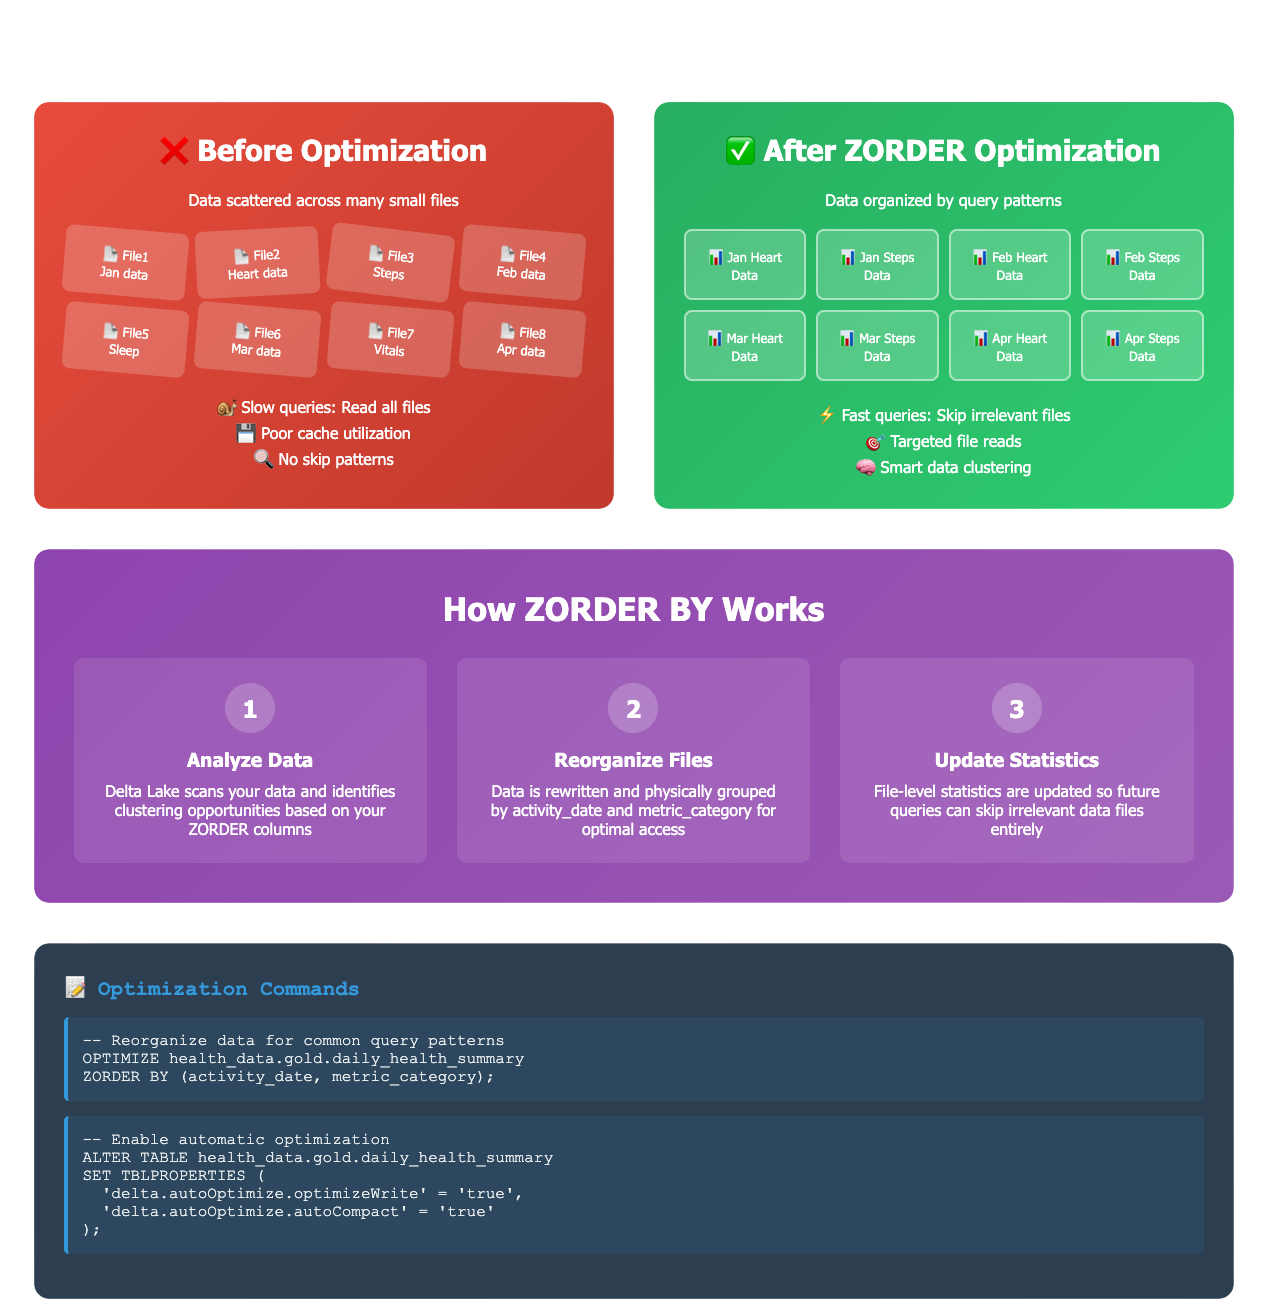 ❌ Before Optimization
Data scattered across many small files
📄 File1
Jan data
📄 File2
Heart data
📄 File3
Steps
📄 File4
Feb data
📄 File5
Sleep
📄 File6
Mar data
📄 File7
Vitals
📄 File8
Apr data
🐌 Slow queries: Read all files
💾 Poor cache utilization
🔍 No skip patterns
✅ After ZORDER Optimization
Data organized by query patterns
📊 Jan Heart
Data
📊 Jan Steps
Data
📊 Feb Heart
Data
📊 Feb Steps
Data
📊 Mar Heart
Data
📊 Mar Steps
Data
📊 Apr Heart
Data
📊 Apr Steps
Data
⚡ Fast queries: Skip irrelevant files
🎯 Targeted file reads
🧠 Smart data clustering
How ZORDER BY Works
1
Analyze Data
Delta Lake scans your data and identifies
clustering opportunities based on your
ZORDER columns
2
Reorganize Files
Data is rewritten and physically grouped
by activity_date and metric_category for
optimal access
3
Update Statistics
File-level statistics are updated so future
queries can skip irrelevant data files
entirely
📝 Optimization Commands
-- Reorganize data for common query patterns
OPTIMIZE health_data.gold.daily_health_summary
ZORDER BY (activity_date, metric_category);
-- Enable automatic optimization
ALTER TABLE health_data.gold.daily_health_summary
SET TBLPROPERTIES (
  'delta.autoOptimize.optimizeWrite' = 'true',
  'delta.autoOptimize.autoCompact' = 'true'
);